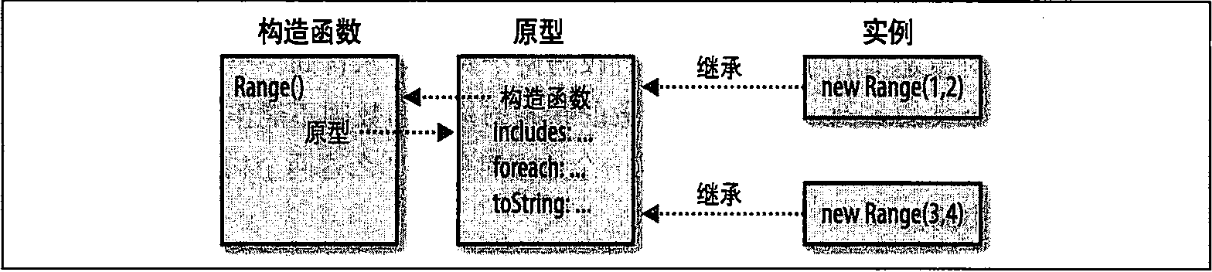 构造函数
原型
实例
Range()
原型
构造函数
includes: ...
foreach: ...
toString: ...
继承
new Range(1,2)
继承
new Range(3,4)